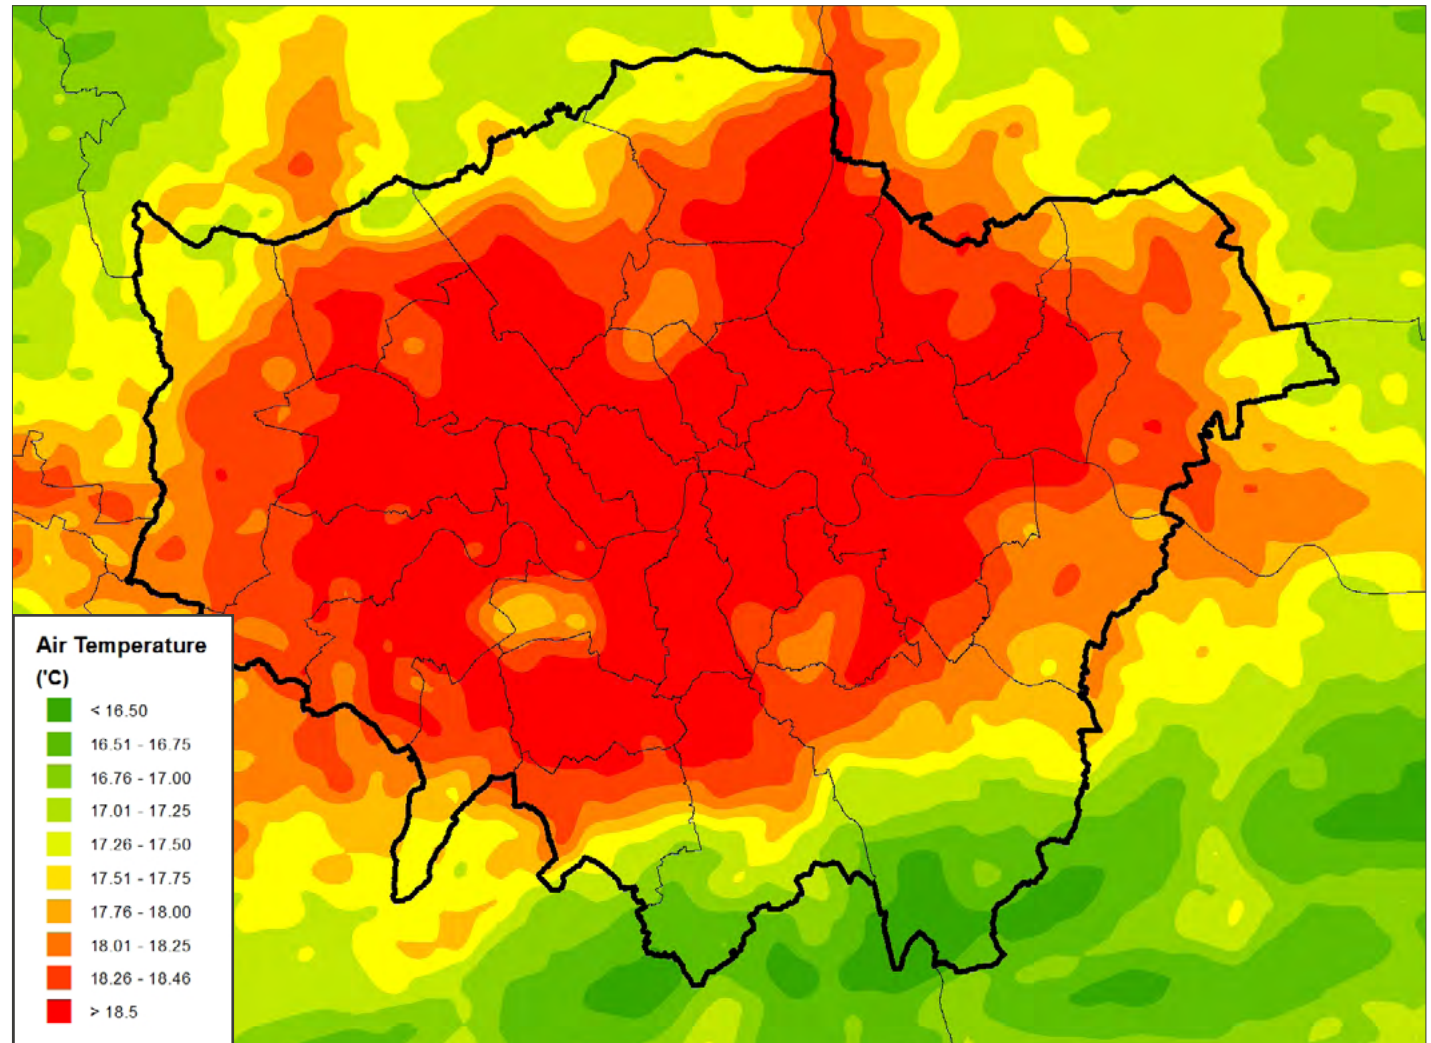 Air Temperature
('C)
< 16.50
16.51 - 16.75
16.76 - 17.00
17.01 - 17.25
17.26 - 17.50
17.51 - 17.75
17.76 - 18.00
18.01 - 18.25
18.26 - 18.46
> 18.5